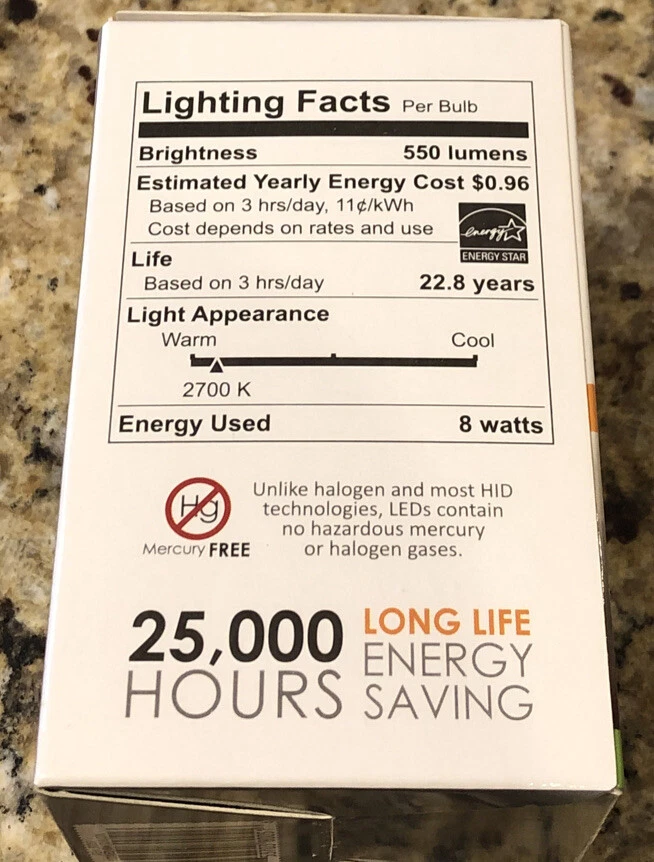 Lighting Facts Per Bulb
Brightness 550 lumens
Estimated Yearly Energy Cost $0.96
Based on 3 hrs/day, 11¢/kWh
Cost depends on rates and use
energy
ENERGY STAR
Life
Based on 3 hrs/day 22.8 years
Light Appearance
Warm Cool
2700 K
Energy Used 8 watts
Hg
Mercury FREE
Unlike halogen and most HID
technologies, LEDs contain
no hazardous mercury
or halogen gases.
25,000
HOURS
LONG LIFE
ENERGY
SAVING